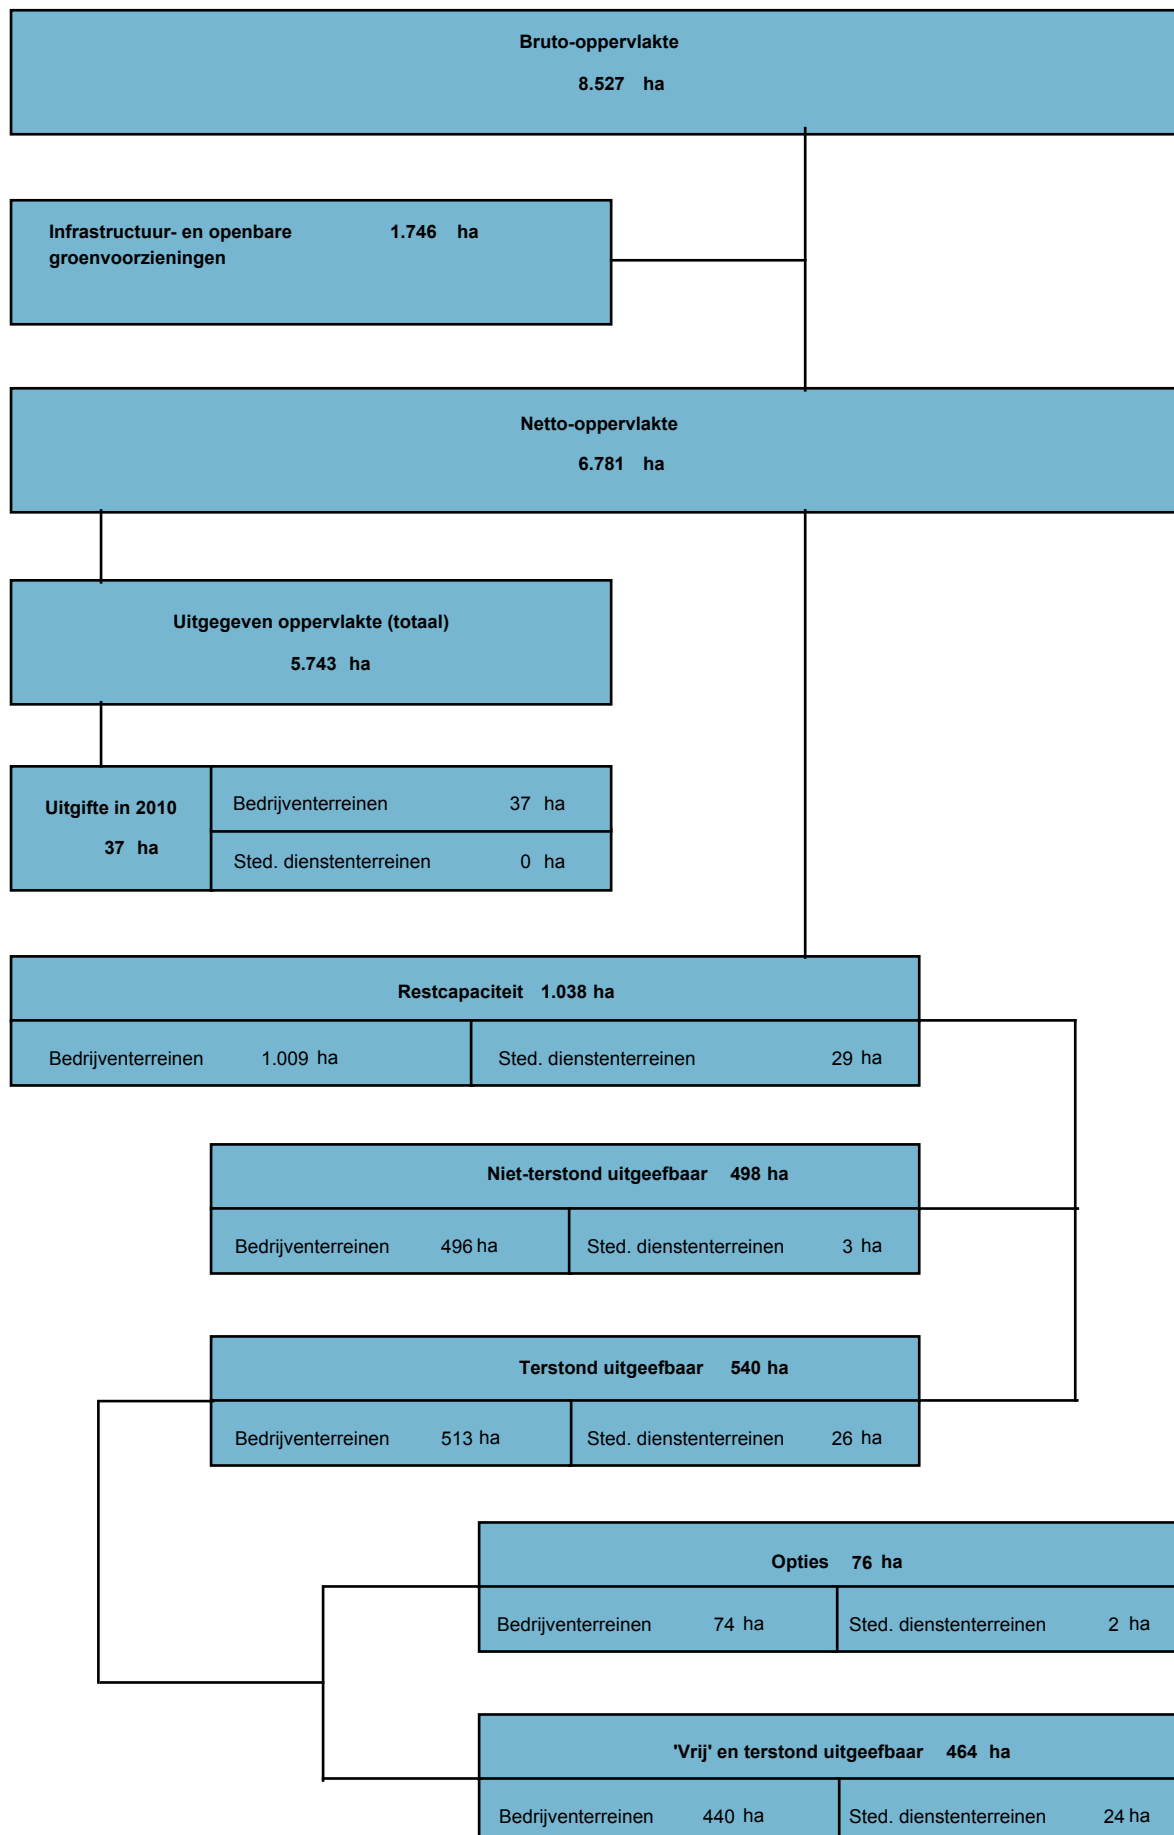 Bruto-oppervlakte
8.527 ha
Infrastructuur- en openbare 1.746 ha
groenvoorzieningen
Netto-oppervlakte
6.781 ha
Uitgegeven oppervlakte (totaal)
5.743 ha
Uitgifte in 2010
37 ha
Bedrijventerreinen 37 ha
Sted. dienstenterreinen 0 ha
Restcapaciteit 1.038 ha
Bedrijventerreinen 1.009 ha Sted. dienstenterreinen 29 ha
Niet-terstond uitgeefbaar 498 ha
Bedrijventerreinen 496 ha Sted. dienstenterreinen 3 ha
Terstond uitgeefbaar 540 ha
Bedrijventerreinen 513 ha Sted. dienstenterreinen 26 ha
Opties 76 ha
Bedrijventerreinen 74 ha Sted. dienstenterreinen 2 ha
'Vrij' en terstond uitgeefbaar 464 ha
Bedrijventerreinen 440 ha Sted. dienstenterreinen 24 ha